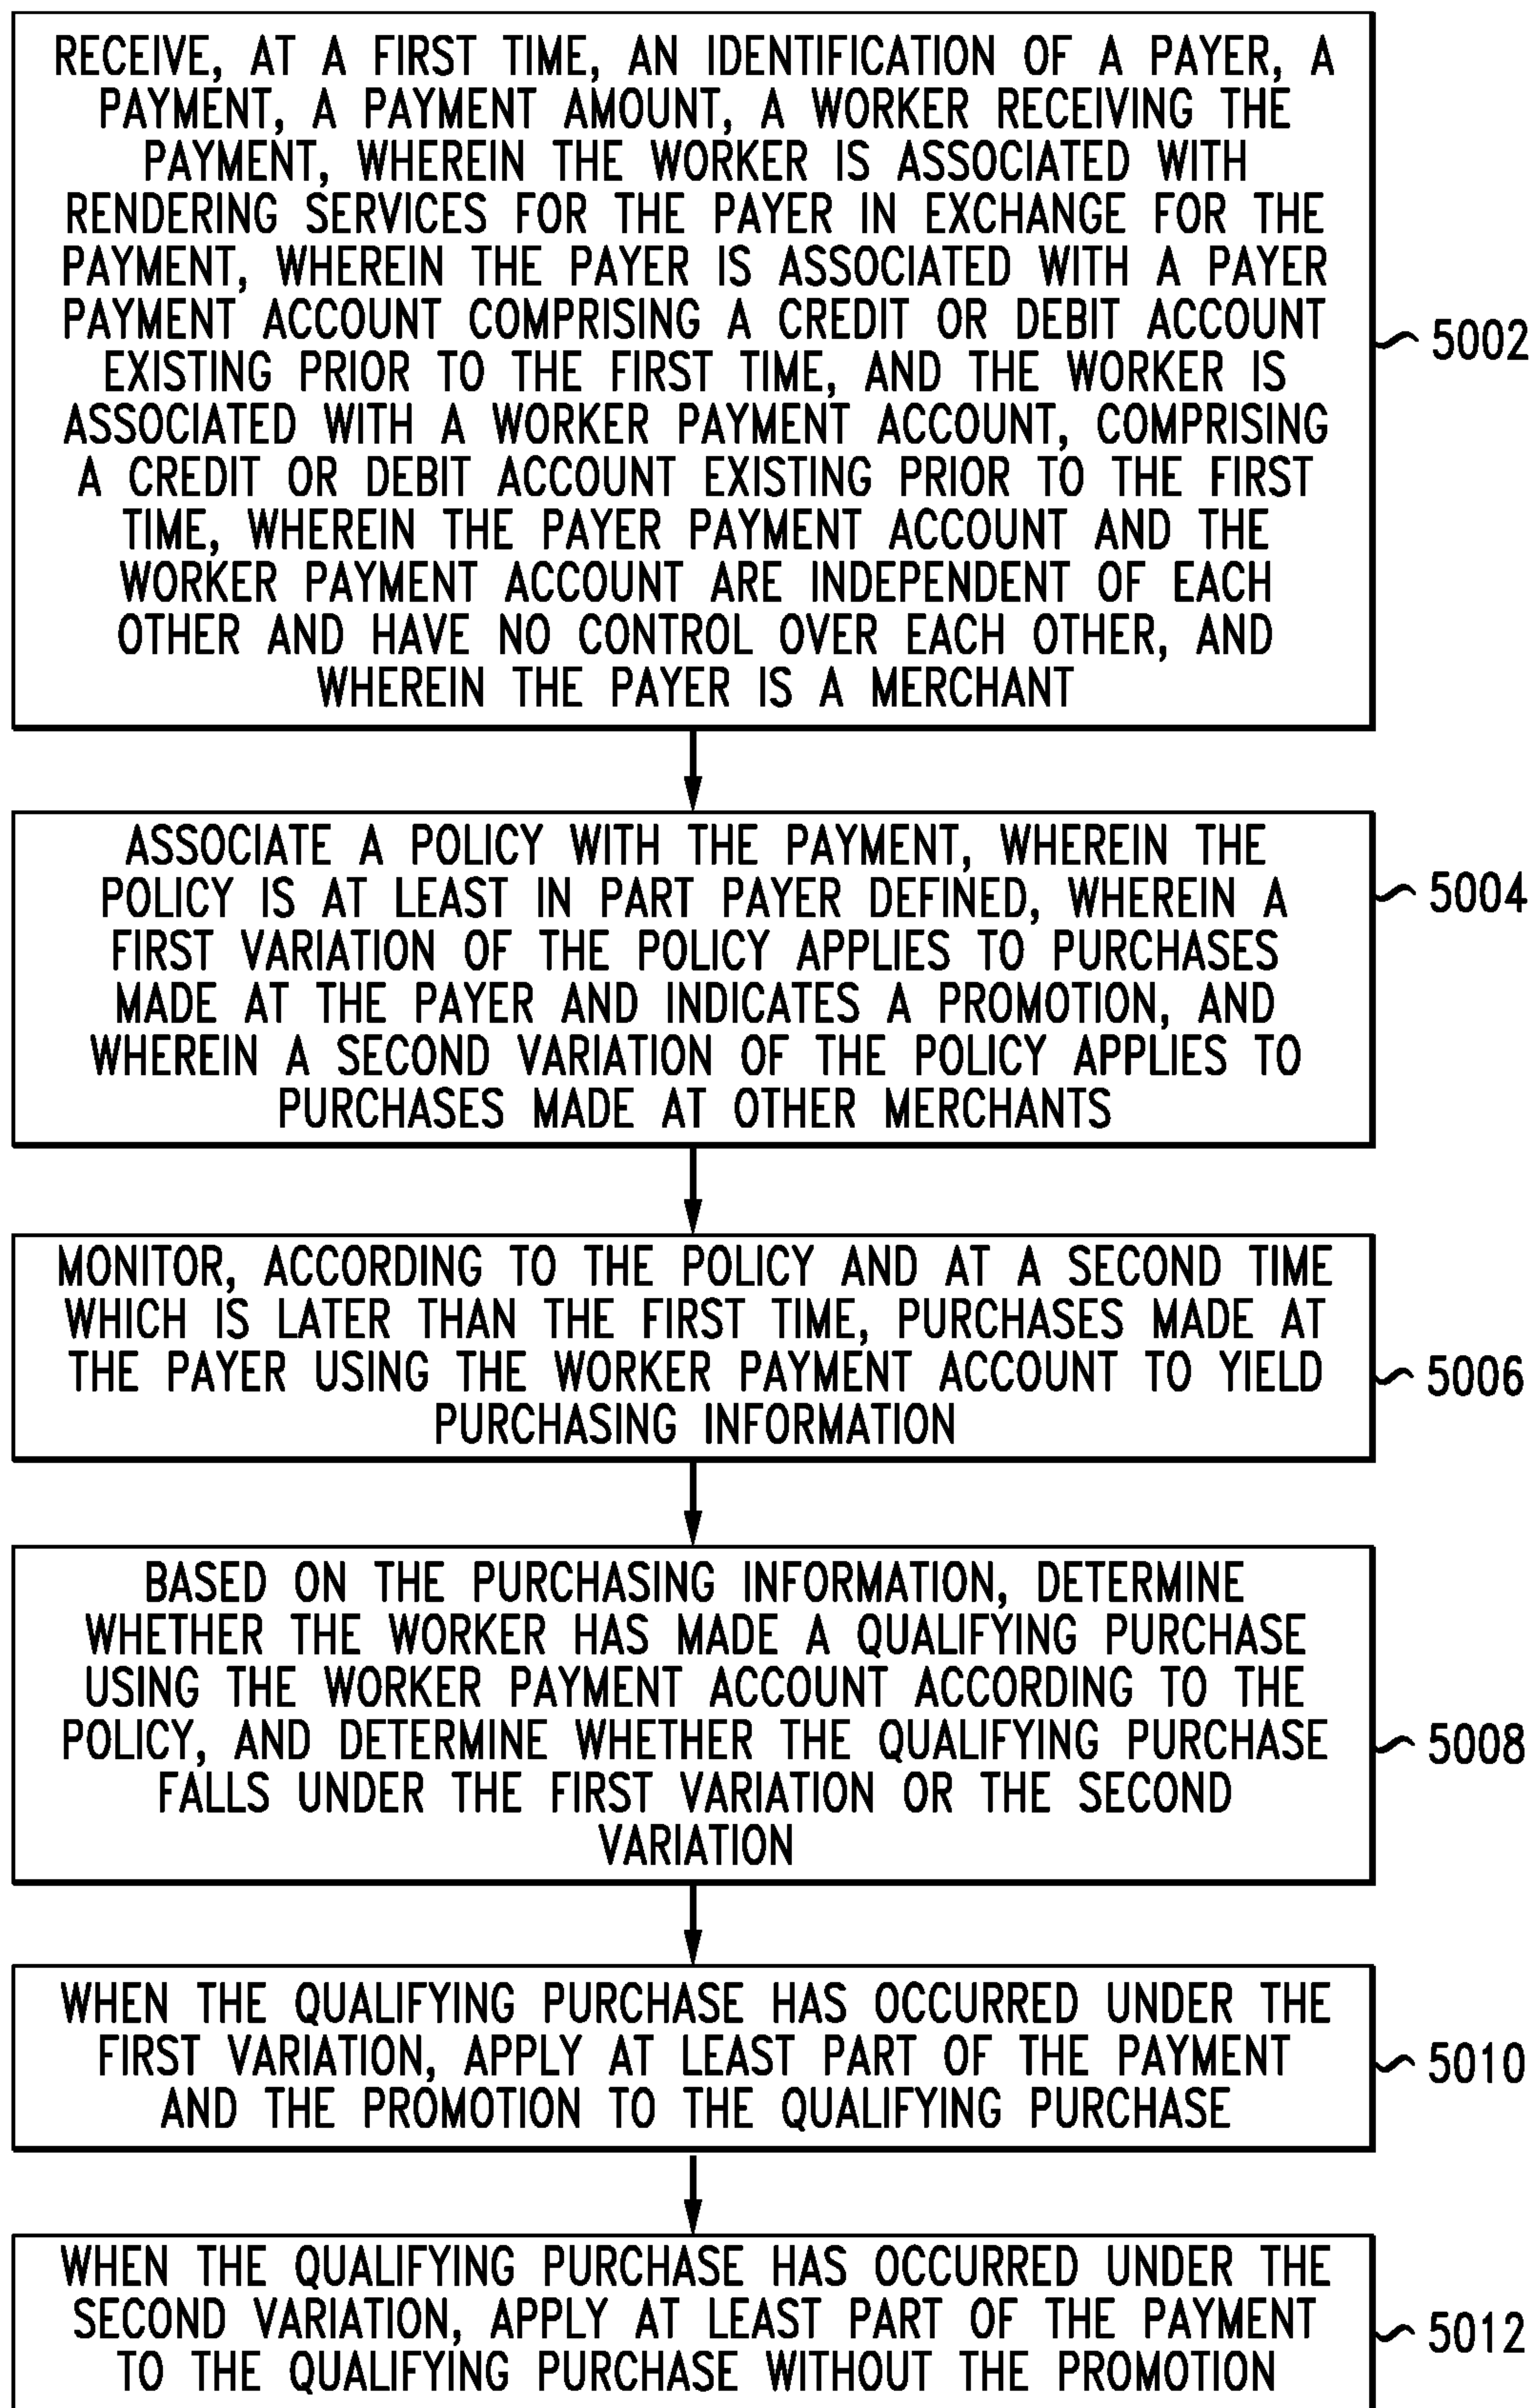 RECEIVE, AT A FIRST TIME, AN IDENTIFICATION OF A PAYER, A
PAYMENT, A PAYMENT AMOUNT, A WORKER RECEIVING THE
PAYMENT, WHEREIN THE WORKER IS ASSOCIATED WITH
RENDERING SERVICES FOR THE PAYER IN EXCHANGE FOR THE
PAYMENT, WHEREIN THE PAYER IS ASSOCIATED WITH A PAYER
PAYMENT ACCOUNT COMPRISING A CREDIT OR DEBIT ACCOUNT
EXISTING PRIOR TO THE FIRST TIME, AND THE WORKER IS
ASSOCIATED WITH A WORKER PAYMENT ACCOUNT, COMPRISING
A CREDIT OR DEBIT ACCOUNT EXISTING PRIOR TO THE FIRST
TIME, WHEREIN THE PAYER PAYMENT ACCOUNT AND THE
WORKER PAYMENT ACCOUNT ARE INDEPENDENT OF EACH
OTHER AND HAVE NO CONTROL OVER EACH OTHER, AND
WHEREIN THE PAYER IS A MERCHANT
5002
ASSOCIATE A POLICY WITH THE PAYMENT, WHEREIN THE
POLICY IS AT LEAST IN PART PAYER DEFINED, WHEREIN A
FIRST VARIATION OF THE POLICY APPLIES TO PURCHASES
MADE AT THE PAYER AND INDICATES A PROMOTION, AND
WHEREIN A SECOND VARIATION OF THE POLICY APPLIES TO
PURCHASES MADE AT OTHER MERCHANTS
5004
MONITOR, ACCORDING TO THE POLICY AND AT A SECOND TIME
WHICH IS LATER THAN THE FIRST TIME, PURCHASES MADE AT
THE PAYER USING THE WORKER PAYMENT ACCOUNT TO YIELD
PURCHASING INFORMATION
5006
BASED ON THE PURCHASING INFORMATION, DETERMINE
WHETHER THE WORKER HAS MADE A QUALIFYING PURCHASE
USING THE WORKER PAYMENT ACCOUNT ACCORDING TO THE
POLICY, AND DETERMINE WHETHER THE QUALIFYING PURCHASE
FALLS UNDER THE FIRST VARIATION OR THE SECOND
VARIATION
5008
WHEN THE QUALIFYING PURCHASE HAS OCCURRED UNDER THE
FIRST VARIATION, APPLY AT LEAST PART OF THE PAYMENT
AND THE PROMOTION TO THE QUALIFYING PURCHASE
5010
WHEN THE QUALIFYING PURCHASE HAS OCCURRED UNDER THE
SECOND VARIATION, APPLY AT LEAST PART OF THE PAYMENT
TO THE QUALIFYING PURCHASE WITHOUT THE PROMOTION
5012